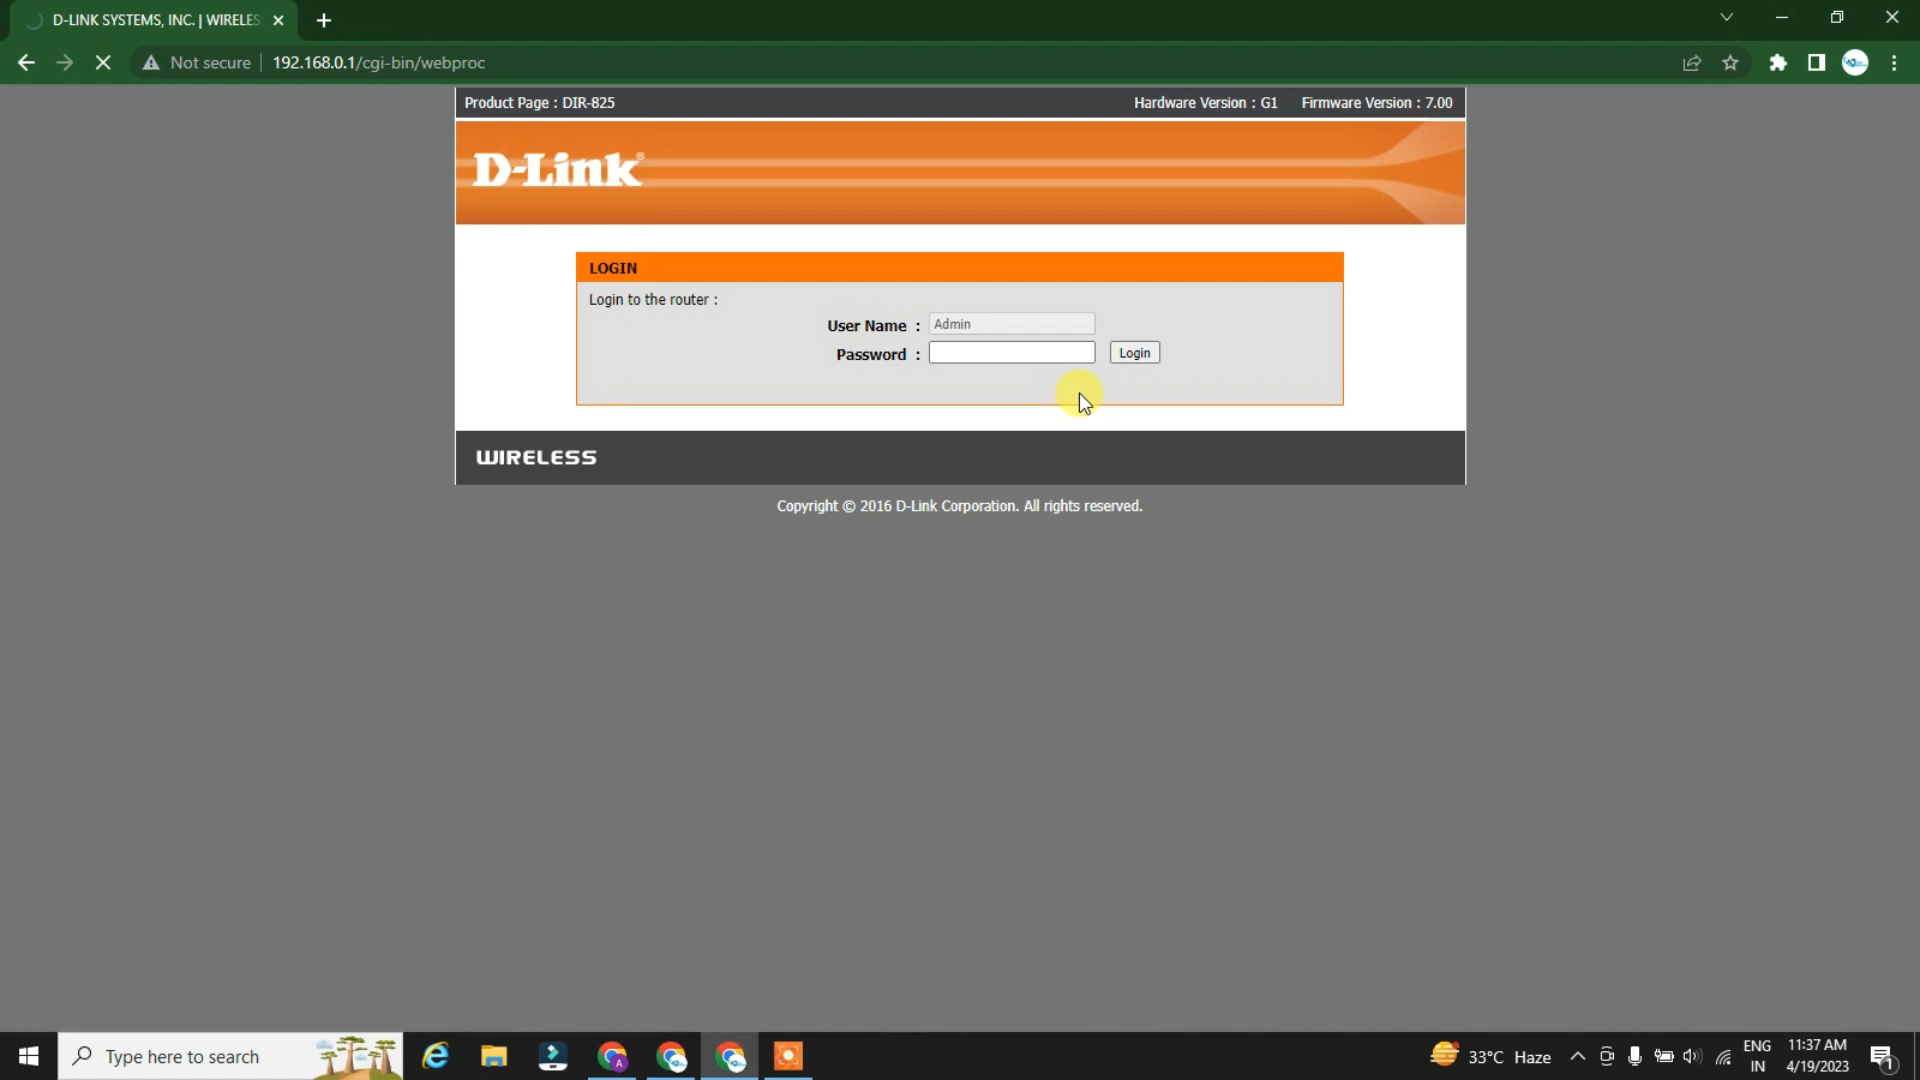 D-LINK SYSTEMS, INC. | WIRELES
Not secure | 192.168.0.1/cgi-bin/webproc
Product Page : DIR-825 Hardware Version : G1 Firmware Version : 7.00
D-Link®
LOGIN
Login to the router :
User Name : Admin
Password : Login
WIRELESS
Copyright © 2016 D-Link Corporation. All rights reserved.
Type here to search
33°C Haze
ENG
IN
11:37 AM
4/19/2023
1
A